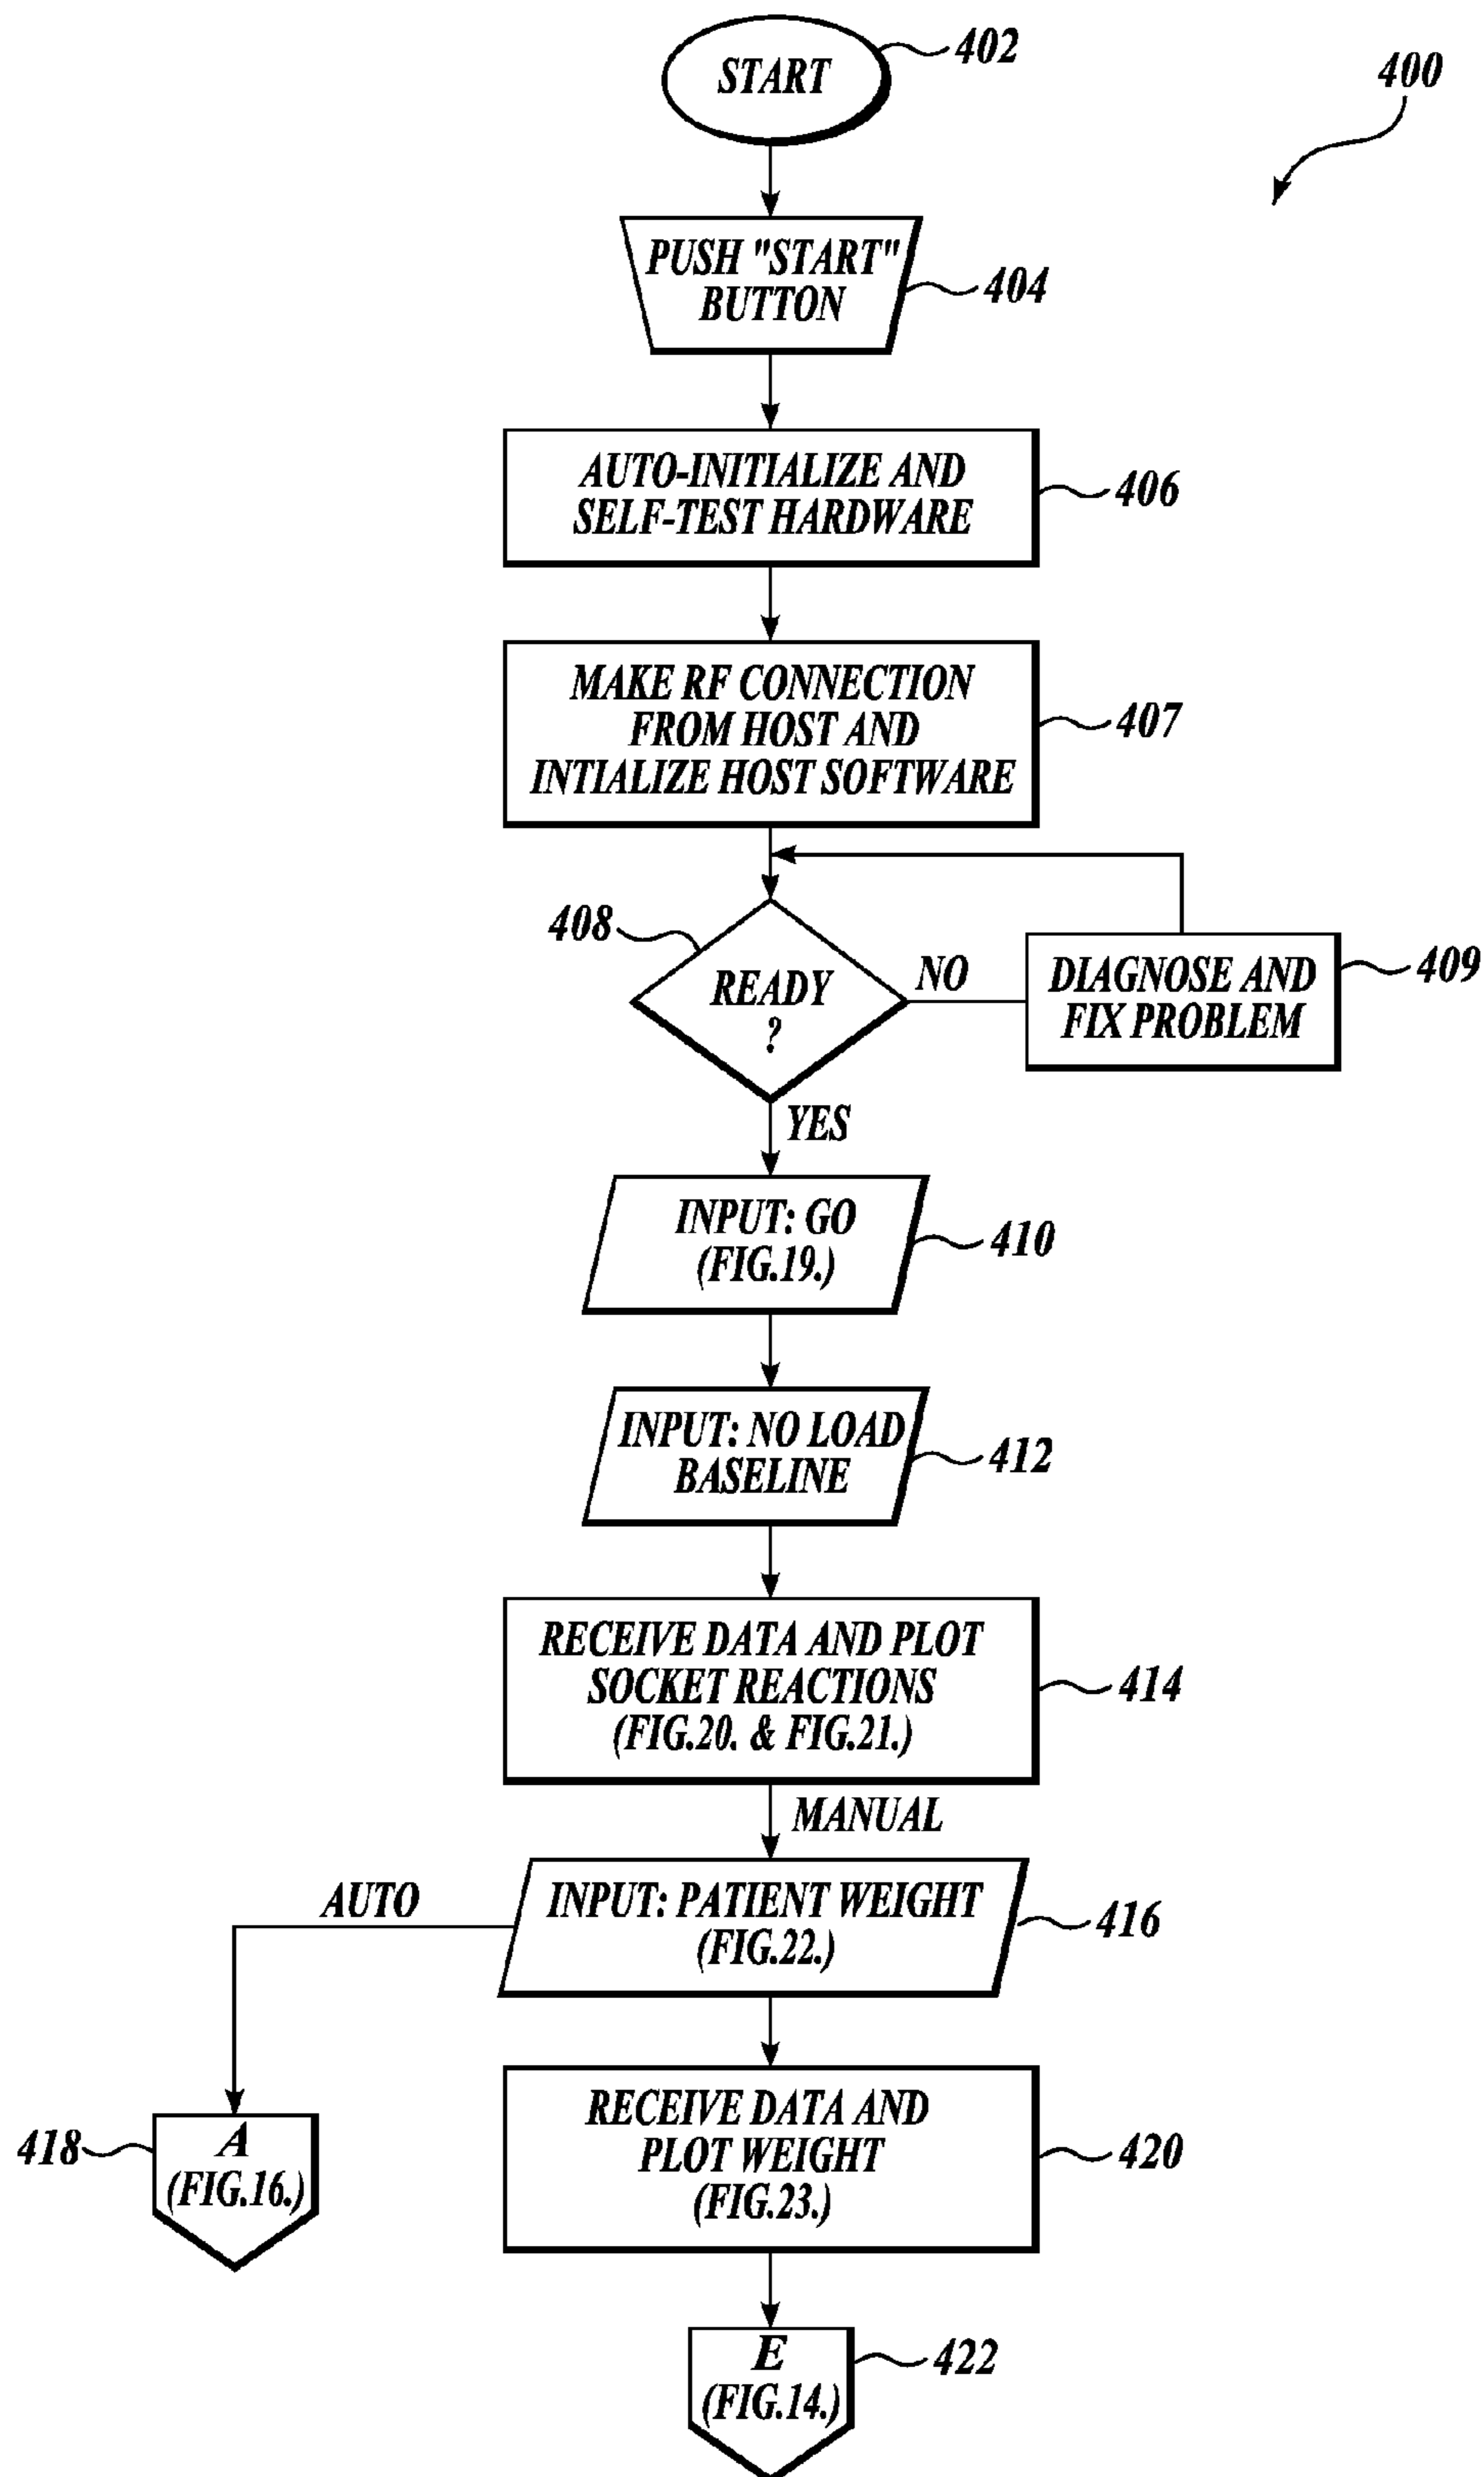 START
402
400
PUSH "START"
BUTTON
404
AUTO-INITIALIZE AND
SELF-TEST HARDWARE
406
MAKE RF CONNECTION
FROM HOST AND
INTIALIZE HOST SOFTWARE
407
408
READY
?
NO
DIAGNOSE AND
FIX PROBLEM
409
YES
INPUT: GO
(FIG.19.)
410
INPUT: NO LOAD
BASELINE
412
RECEIVE DATA AND PLOT
SOCKET REACTIONS
(FIG.20. & FIG.21.)
414
MANUAL
AUTO
INPUT: PATIENT WEIGHT
(FIG.22.)
416
418
A
(FIG.16.)
RECEIVE DATA AND
PLOT WEIGHT
(FIG.23.)
420
E
(FIG.14.)
422